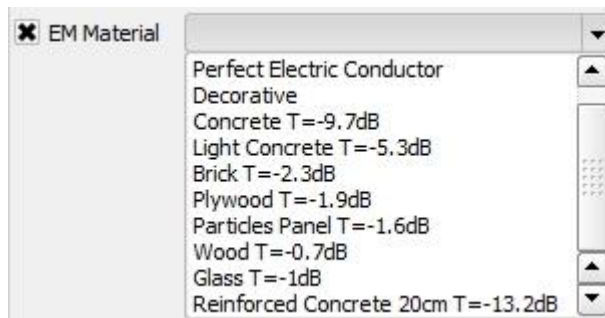 EM Material
Perfect Electric Conductor
Decorative
Concrete T=-9.7dB
Light Concrete T=-5.3dB
Brick T=-2.3dB
Plywood T=-1.9dB
Particles Panel T=-1.6dB
Wood T=-0.7dB
Glass T=-1dB
Reinforced Concrete 20cm T=-13.2dB